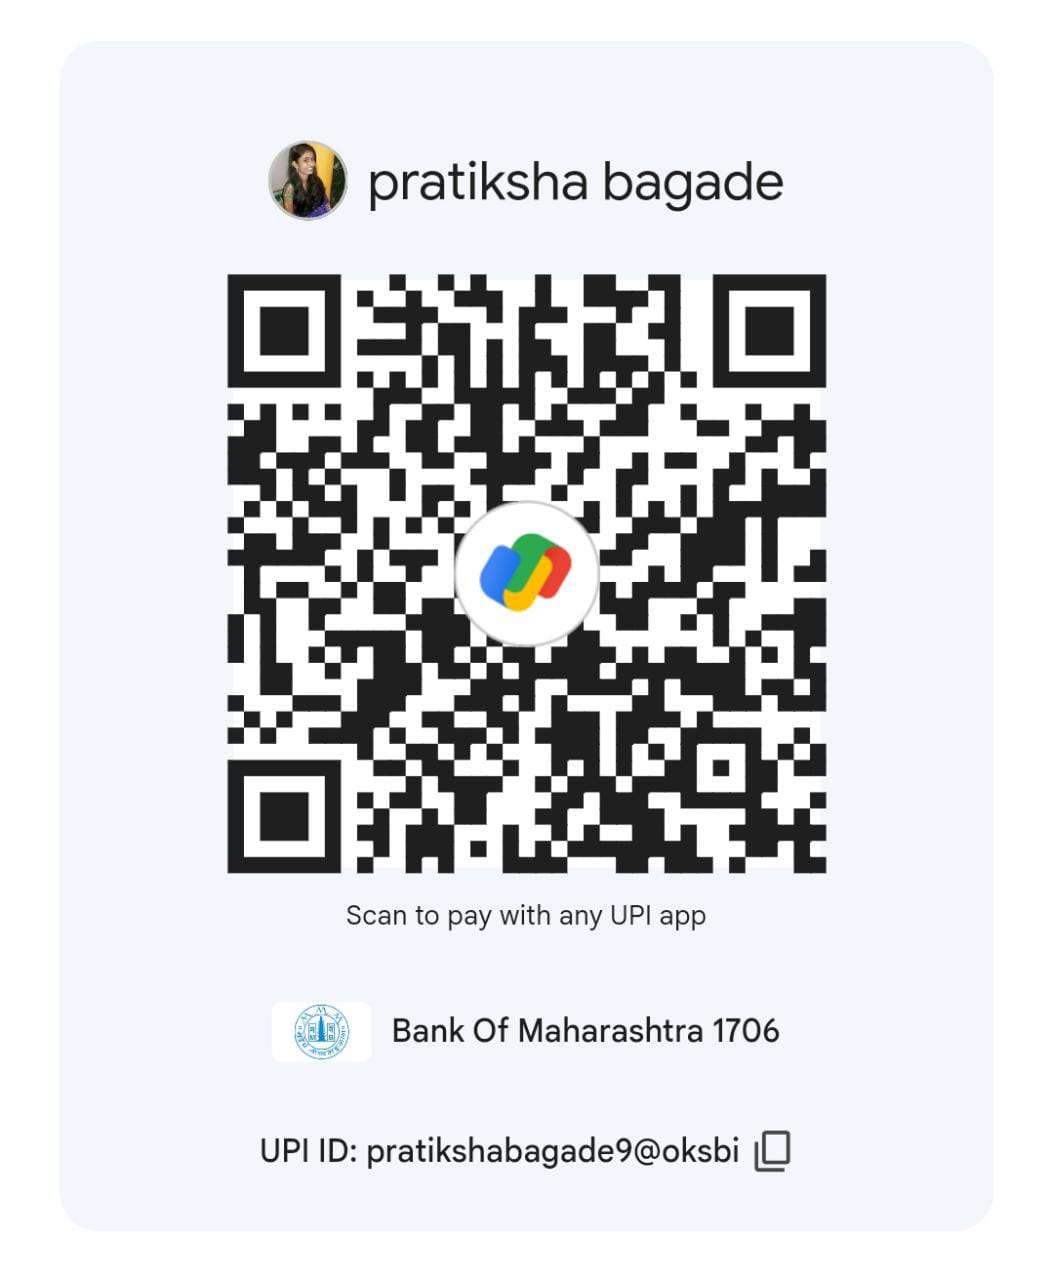 pratiksha bagade
Scan to pay with any UPI app
Bank Of Maharashtra 1706
UPI ID: pratikshabagade9@oksbi